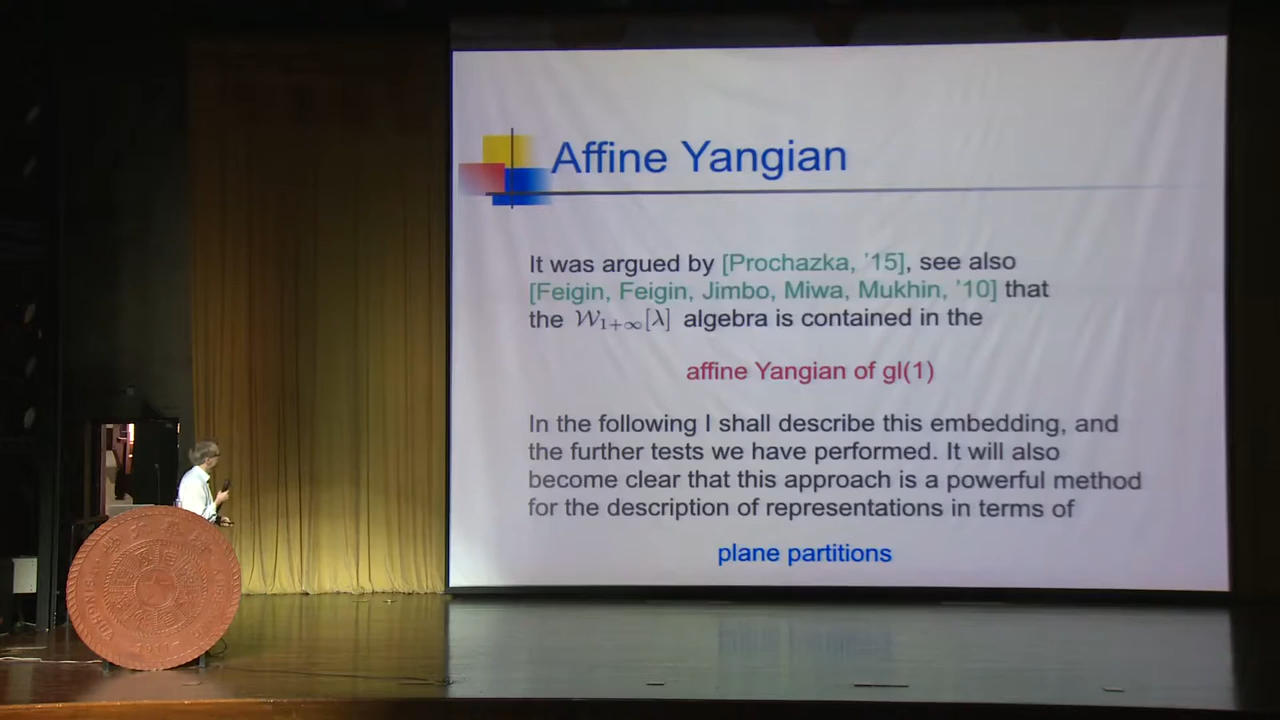 Affine Yangian
It was argued by [Prochazka, '15], see also
[Feigin, Feigin, Jimbo, Miwa, Mukhin, '10] that
the 𝒲₁₊∞[λ] algebra is contained in the
affine Yangian of gl(1)
In the following I shall describe this embedding, and
the further tests we have performed. It will also
become clear that this approach is a powerful method
for the description of representations in terms of
plane partitions
1911